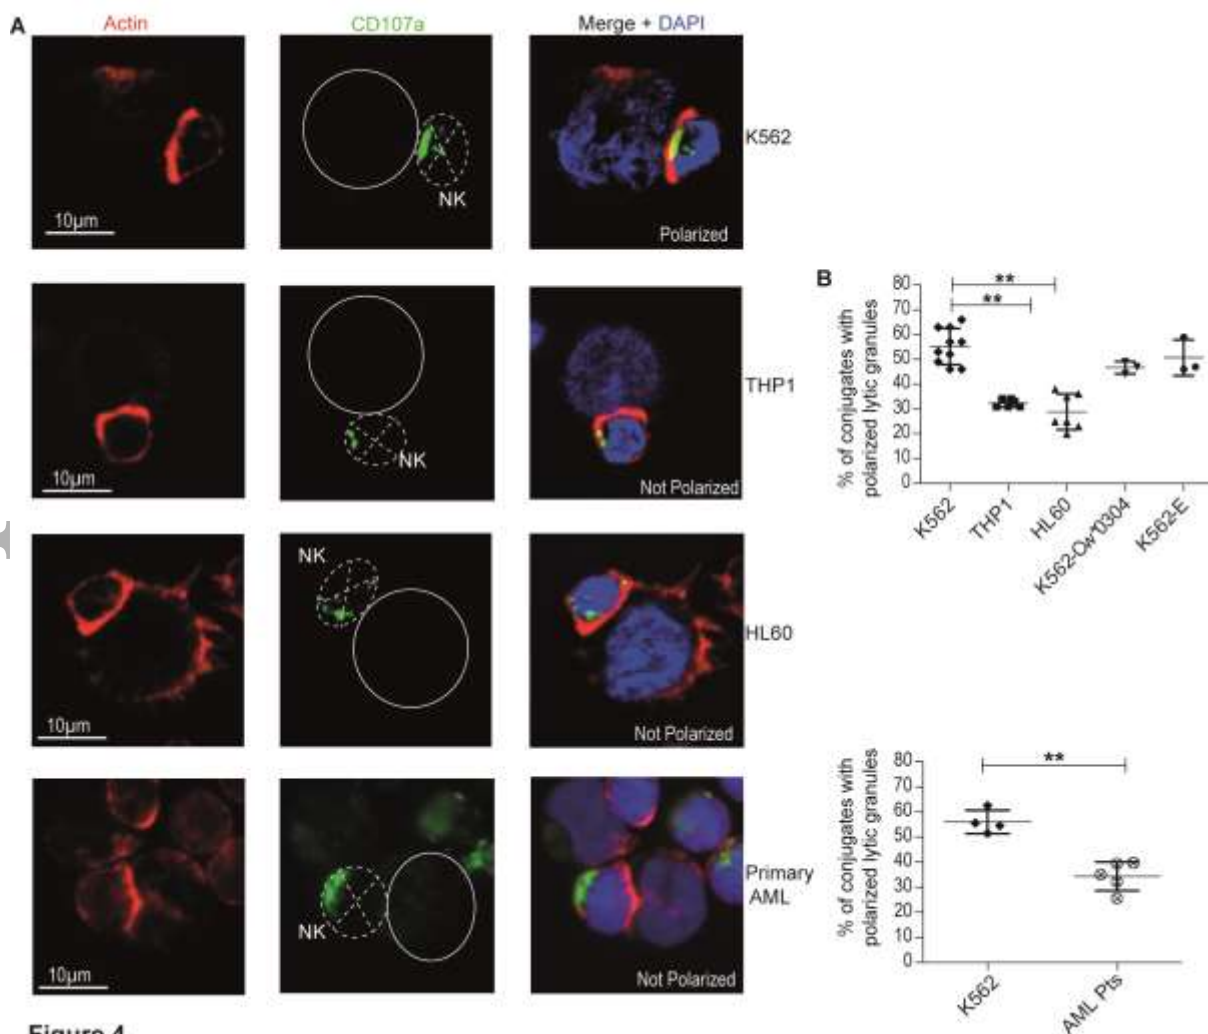 A
Actin
CD107a
Merge + DAPI
10µm
NK
Polarized
K562
10µm
NK
Not Polarized
THP1
NK
10µm
Not Polarized
HL60
NK
10µm
Not Polarized
Primary
AML
B
% of conjugates with
polarized lytic granules
80
70
60
50
40
30
20
10
0
**
**
K562
THP1
HL60
K562-Cw*0304
K562-E
% of conjugates with
polarized lytic granules
80
70
60
50
40
30
20
10
0
**
K562
AML Pts
Figure 4